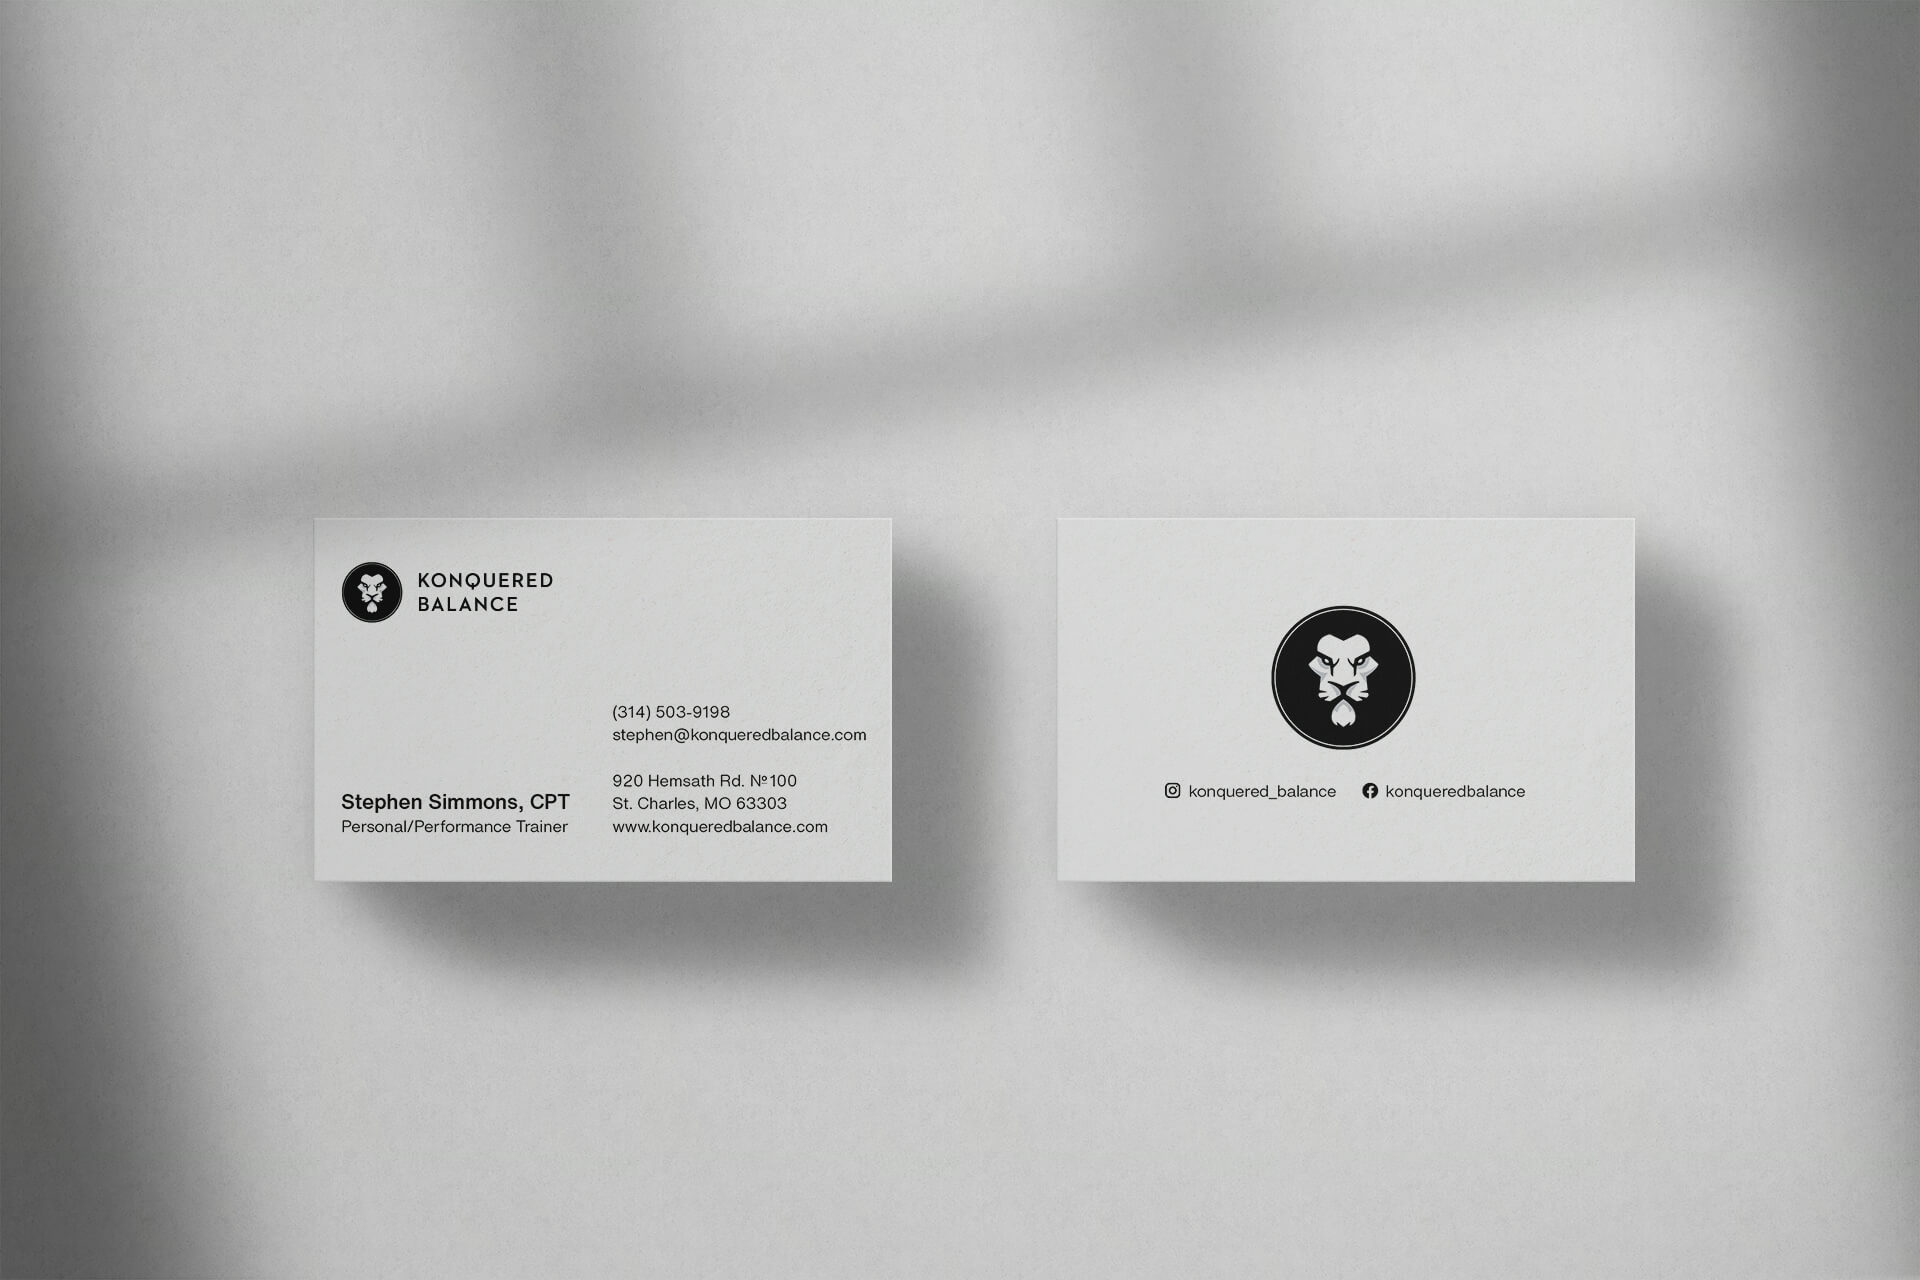 KONQUERED
BALANCE
(314) 503-9198
stephen@konqueredbalance.com
920 Hemsath Rd. №100
St. Charles, MO 63303
www.konqueredbalance.com
Stephen Simmons, CPT
Personal/Performance Trainer
konquered_balance
konqueredbalance